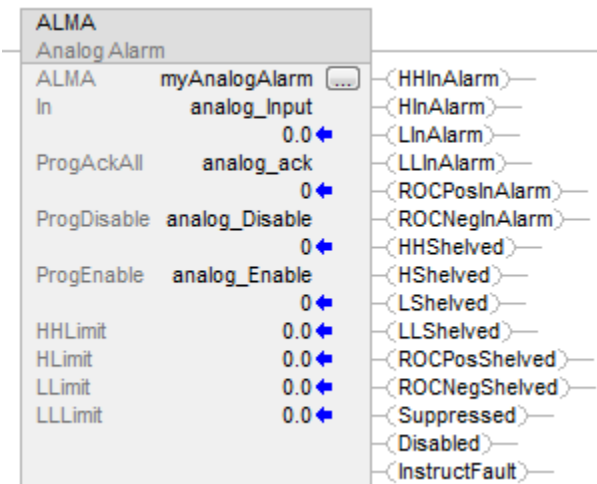 ALMA
Analog Alarm
ALMA myAnalogAlarm ... (HHInAlarm)
In analog_Input (HInAlarm)
0.0 (LInAlarm)
ProgAckAll analog_ack (LLInAlarm)
0 (ROCPosInAlarm)
ProgDisable analog_Disable (ROCNegInAlarm)
0 (HHShelved)
ProgEnable analog_Enable (HShelved)
0 (LShelved)
HHLimit 0.0 (LLShelved)
HLimit 0.0 (ROCPosShelved)
LLimit 0.0 (ROCNegShelved)
LLLimit 0.0 (Suppressed)
(Disabled)
(InstructFault)